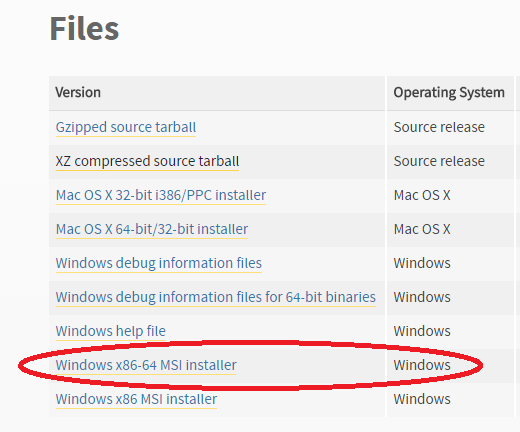 Files
Version Operating System
Gzipped source tarball Source release
XZ compressed source tarball Source release
Mac OS X 32-bit i386/PPC installer Mac OS X
Mac OS X 64-bit/32-bit installer Mac OS X
Windows debug information files Windows
Windows debug information files for 64-bit binaries Windows
Windows help file Windows
Windows x86-64 MSI installer Windows
Windows x86 MSI installer Windows